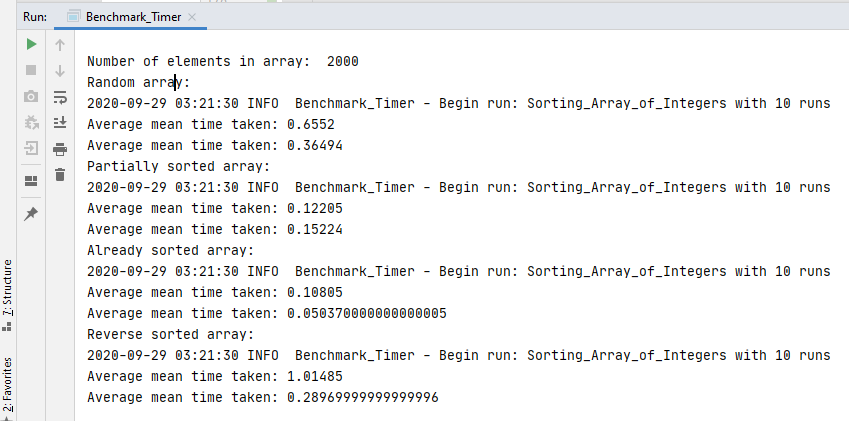 Run: Benchmark_Timer
Number of elements in array:  2000
Random array:
2020-09-29 03:21:30 INFO  Benchmark_Timer - Begin run: Sorting_Array_of_Integers with 10 runs
Average mean time taken: 0.6552
Average mean time taken: 0.36494
Partially sorted array:
2020-09-29 03:21:30 INFO  Benchmark_Timer - Begin run: Sorting_Array_of_Integers with 10 runs
Average mean time taken: 0.12205
Average mean time taken: 0.15224
Already sorted array:
2020-09-29 03:21:30 INFO  Benchmark_Timer - Begin run: Sorting_Array_of_Integers with 10 runs
Average mean time taken: 0.10805
Average mean time taken: 0.050370000000000005
Reverse sorted array:
2020-09-29 03:21:30 INFO  Benchmark_Timer - Begin run: Sorting_Array_of_Integers with 10 runs
Average mean time taken: 1.01485
Average mean time taken: 0.28969999999999996
7: Structure
2: Favorites